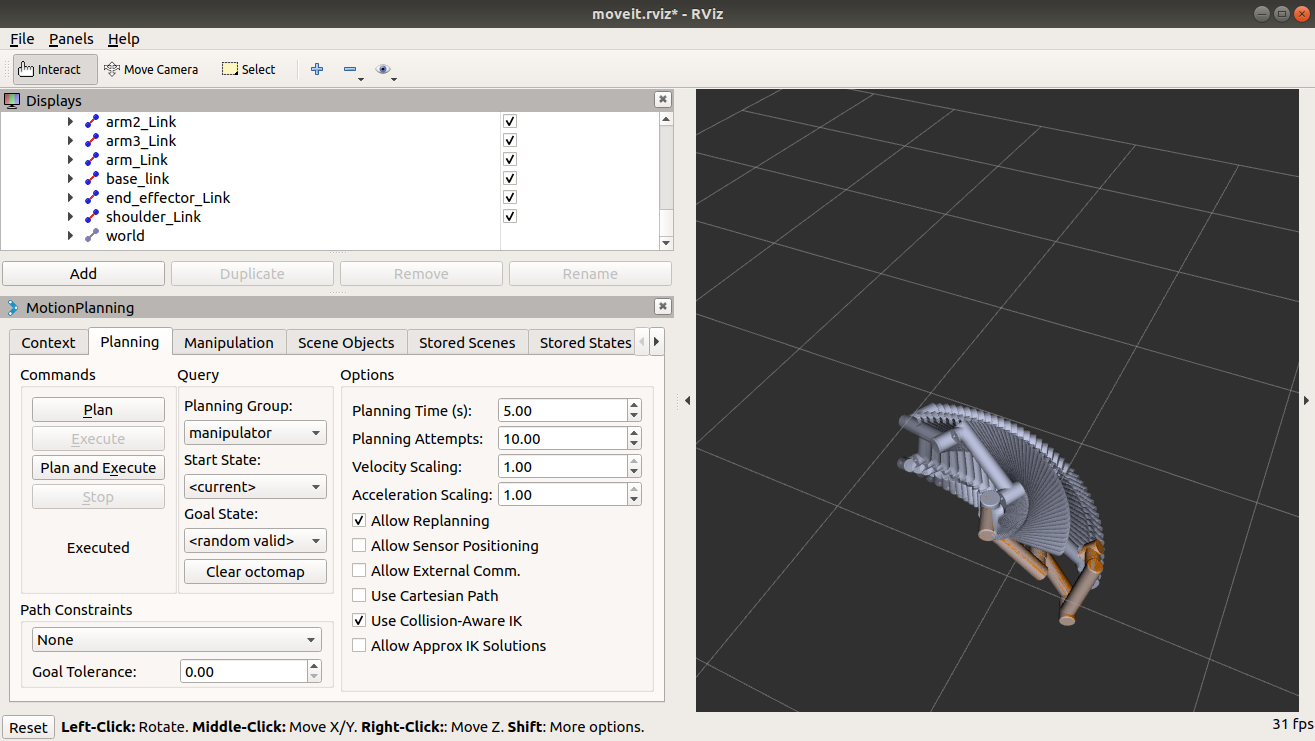 moveit.rviz* - RViz
File Panels Help
Interact Move Camera Select
Displays
arm2_Link
arm3_Link
arm_Link
base_link
end_effector_Link
shoulder_Link
world
Add Duplicate Remove Rename
MotionPlanning
Context Planning Manipulation Scene Objects Stored Scenes Stored States
Commands Query Options
Plan
Execute
Plan and Execute
Stop
Executed
Planning Group:
manipulator
Start State:
<current>
Goal State:
<random valid>
Clear octomap
Planning Time (s): 5.00
Planning Attempts: 10.00
Velocity Scaling: 1.00
Acceleration Scaling: 1.00
Allow Replanning
Allow Sensor Positioning
Allow External Comm.
Use Cartesian Path
Use Collision-Aware IK
Allow Approx IK Solutions
Path Constraints
None
Goal Tolerance: 0.00
Reset Left-Click: Rotate. Middle-Click: Move X/Y. Right-Click:: Move Z. Shift: More options. 31 fps